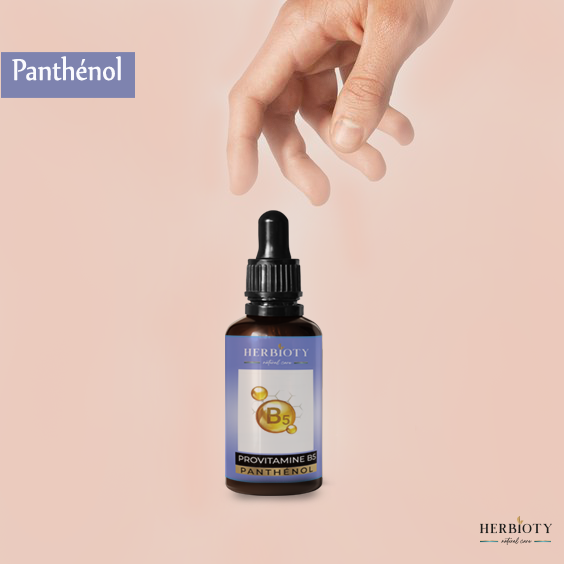 Panthénol
HERBIOTY
natural care
B5
PROVITAMINE B5
PANTHÉNOL
HERBIOTY
natural care